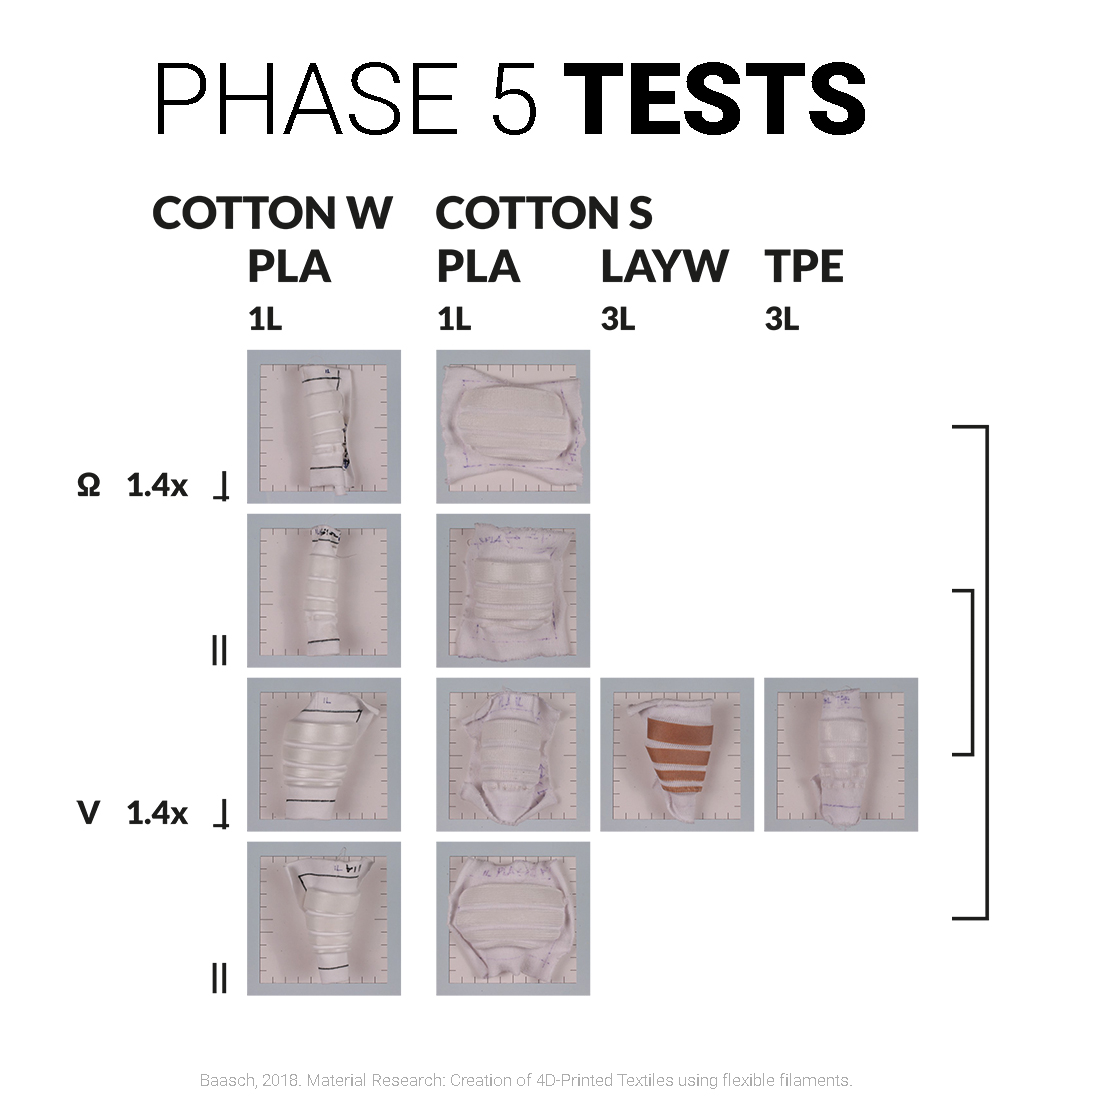 PHASE 5 TESTS
COTTON W COTTON S
PLA PLA LAYW TPE
1L 1L 3L 3L
Ω 1.4x
V 1.4x
Baasch, 2018. Material Research: Creation of 4D-Printed Textiles using flexible filaments.